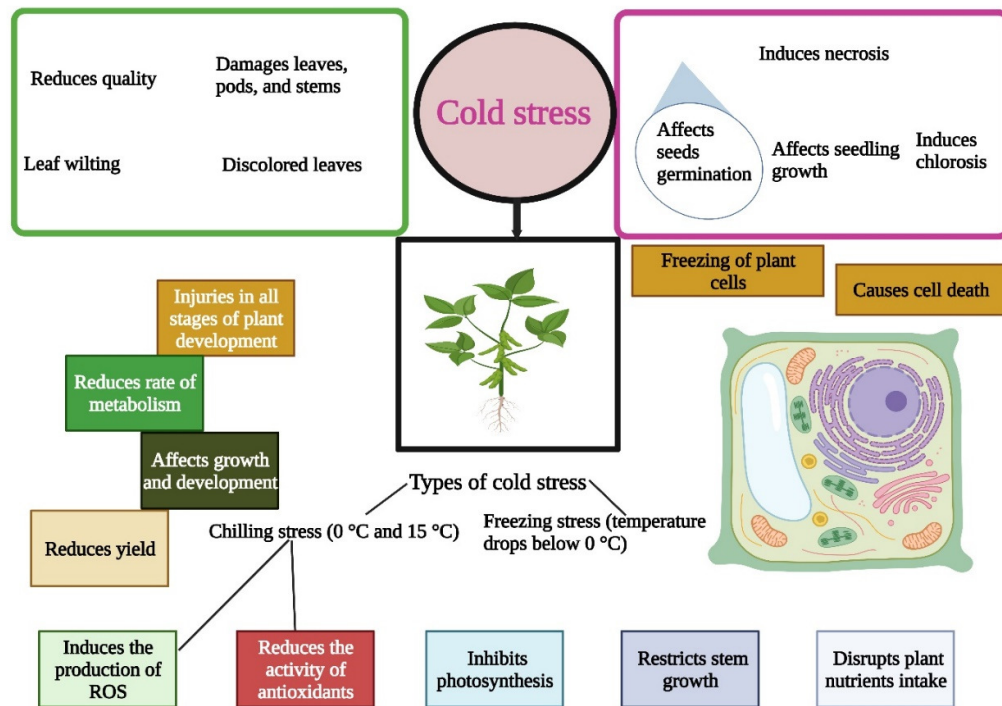 Reduces quality
Damages leaves,
pods, and stems
Leaf wilting
Discolored leaves
Cold stress
Induces necrosis
Affects
seeds
germination
Affects seedling
growth
Induces
chlorosis
Freezing of plant
cells
Causes cell death
Injuries in all
stages of plant
development
Reduces rate of
metabolism
Affects growth
and development
Reduces yield
Types of cold stress
Chilling stress (0 °C and 15 °C)
Freezing stress (temperature
drops below 0 °C)
Induces the
production of
ROS
Reduces the
activity of
antioxidants
Inhibits
photosynthesis
Restricts stem
growth
Disrupts plant
nutrients intake